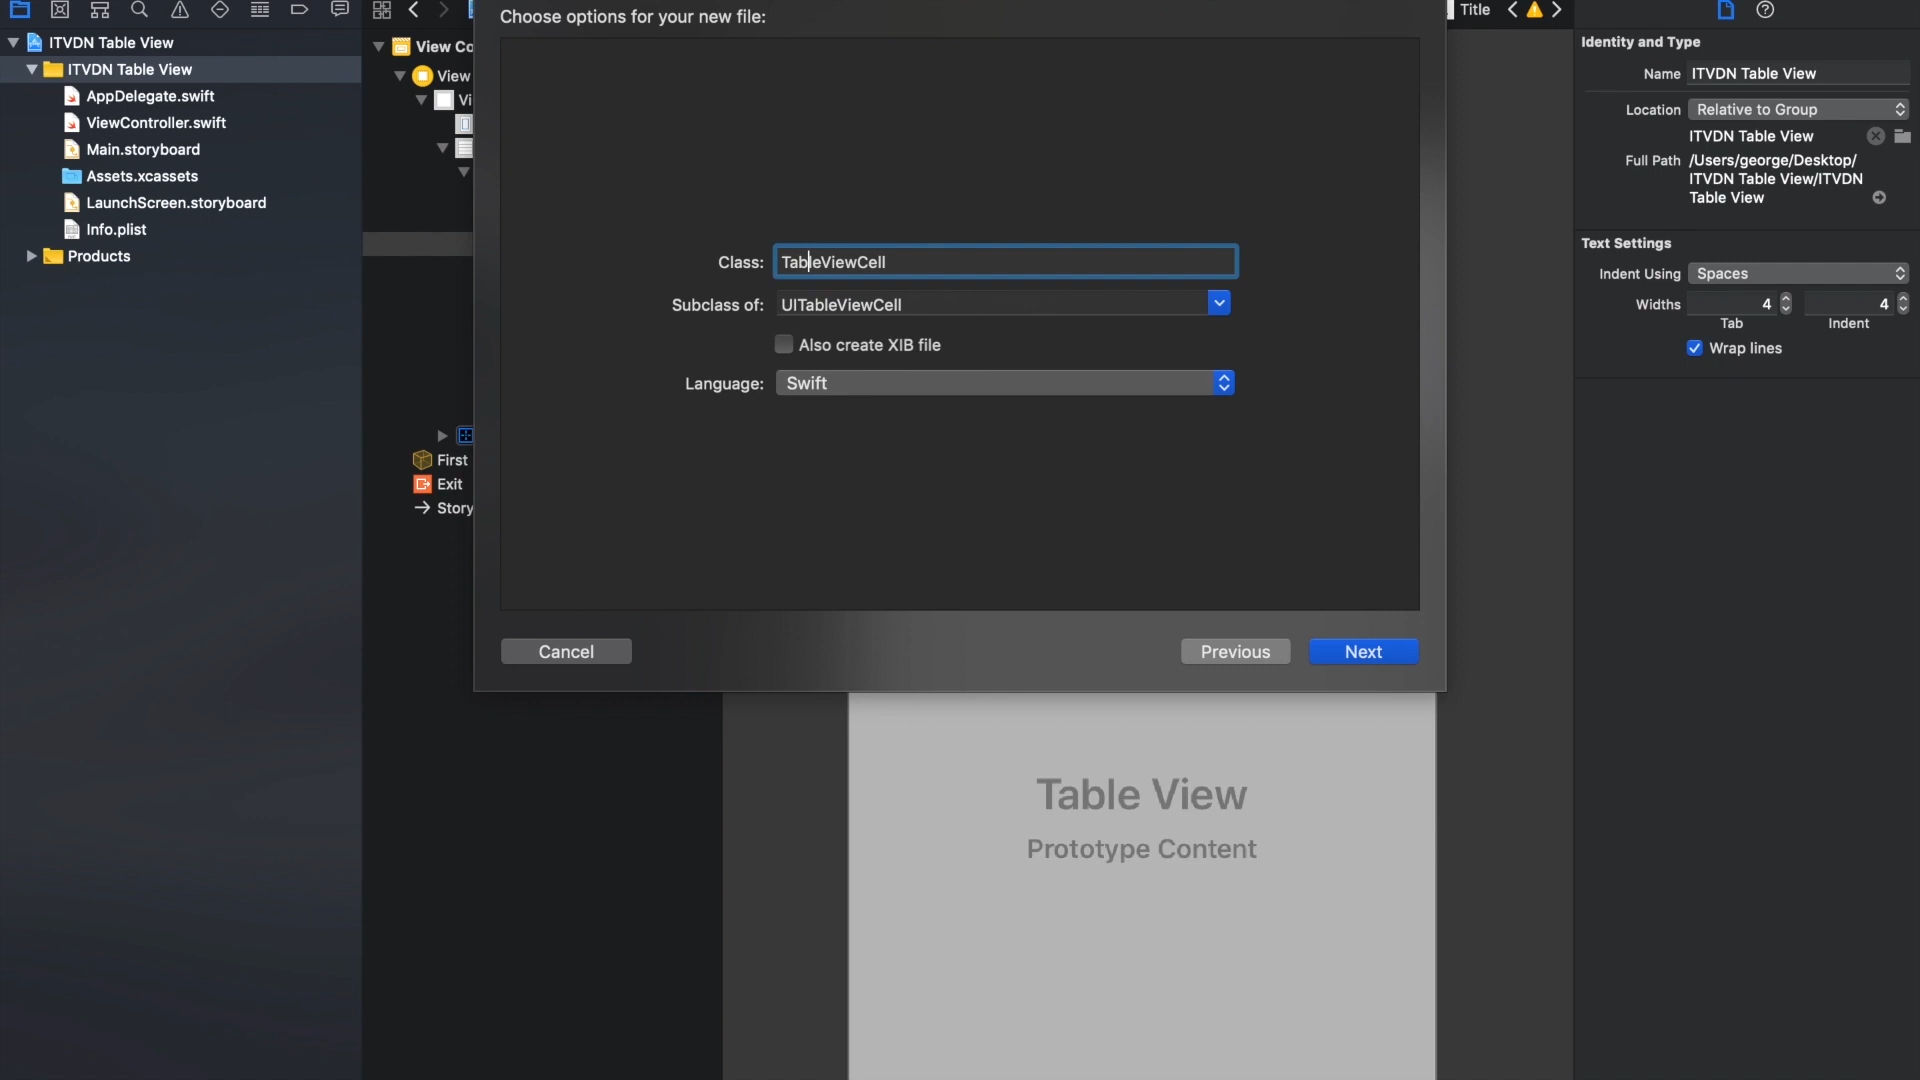 ITVDN Table View
ITVDN Table View
AppDelegate.swift
ViewController.swift
Main.storyboard
Assets.xcassets
LaunchScreen.storyboard
Info.plist
Products
View Co
View
Vi
First
Exit
Story
Choose options for your new file:
Class: TableViewCell
Subclass of: UITableViewCell
Also create XIB file
Language: Swift
Cancel
Previous
Next
Table View
Prototype Content
Title
Identity and Type
Name ITVDN Table View
Location Relative to Group
ITVDN Table View
Full Path /Users/george/Desktop/
ITVDN Table View/ITVDN
Table View
Text Settings
Indent Using Spaces
Widths 4 4
Tab Indent
Wrap lines